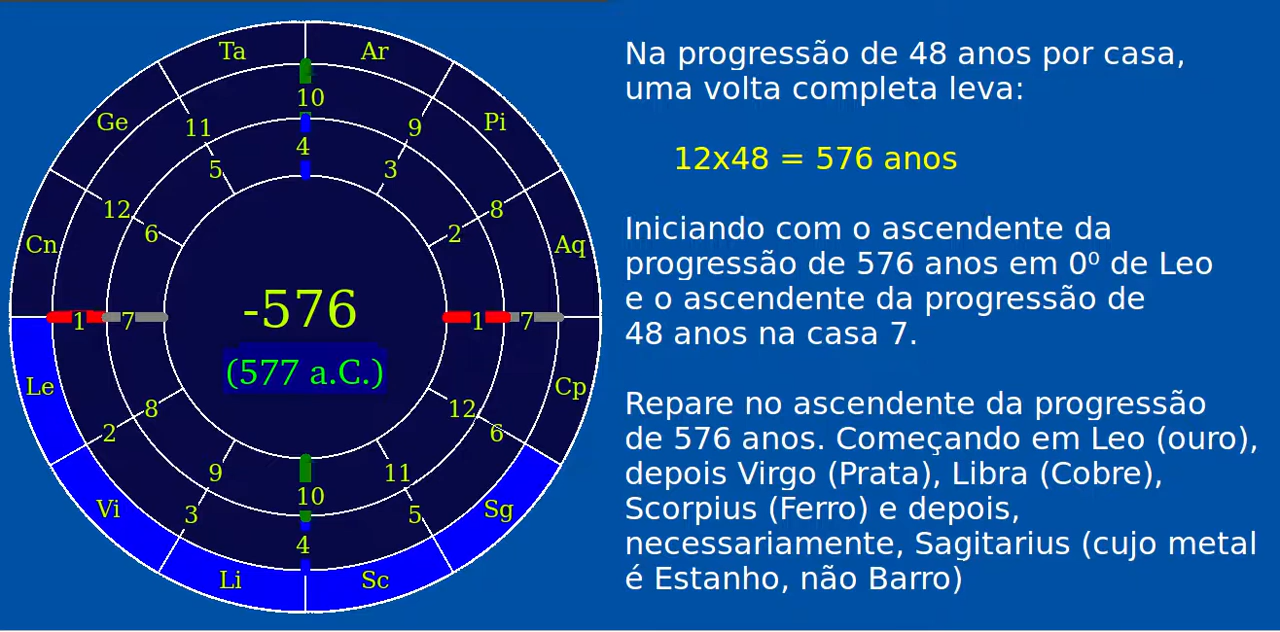 Ta
Ar
Ge
Pi
Cn
Aq
Le
Cp
Vi
Sg
Li
Sc
10
11
9
12
8
1
7
2
6
3
5
4
4
5
3
6
2
7
1
8
12
9
11
10
-576
(577 a.C.)
Na progressão de 48 anos por casa,
uma volta completa leva:
12x48 = 576 anos
Iniciando com o ascendente da
progressão de 576 anos em 0º de Leo
e o ascendente da progressão de
48 anos na casa 7.
Repare no ascendente da progressão
de 576 anos. Começando em Leo (ouro),
depois Virgo (Prata), Libra (Cobre),
Scorpius (Ferro) e depois,
necessariamente, Sagitarius (cujo metal
é Estanho, não Barro)